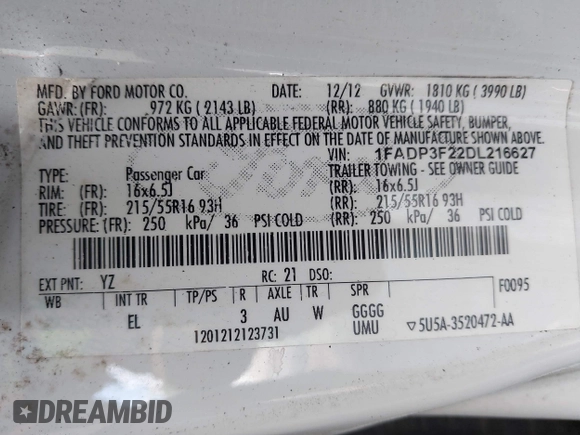 MFD. BY FORD MOTOR CO. DATE: 12/12 GVWR: 1810 KG ( 3990 LB)
GAWR: (FR): 972 KG ( 2143 LB) (RR): 880 KG ( 1940 LB)
THIS VEHICLE CONFORMS TO ALL APPLICABLE FEDERAL MOTOR VEHICLE SAFETY, BUMPER,
AND THEFT PREVENTION STANDARDS IN EFFECT ON THE DATE OF MANUFACTURE SHOWN ABOVE
VIN: 1FADP3F22DL216627
TYPE: Passenger Car TRAILER TOWING - SEE OWNER GUIDE
RIM: (FR) 16x6.5J (RR): 16x6.5J
TIRE: (FR) 215/55R16 93H (RR): 215/55R16 93H
PRESSURE: (FR) 250 kPa/ 36 PSI COLD (RR): 250 kPa/ 36 PSI COLD
EXT PNT: YZ RC: 21 DSO: F0095
WB INT TR TP/PS R AXLE TR SPR
EL 3 AU W GGGG
UMU
1201212123731 ▽5U5A-3520472-AA
DREAMBID